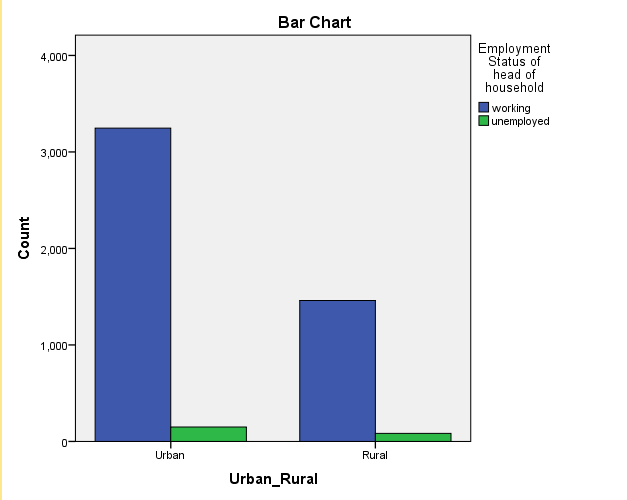 Bar Chart
Employment
Status of
head of
household
working
unemployed
4,000
3,000
2,000
1,000
0
Count
Urban
Rural
Urban_Rural